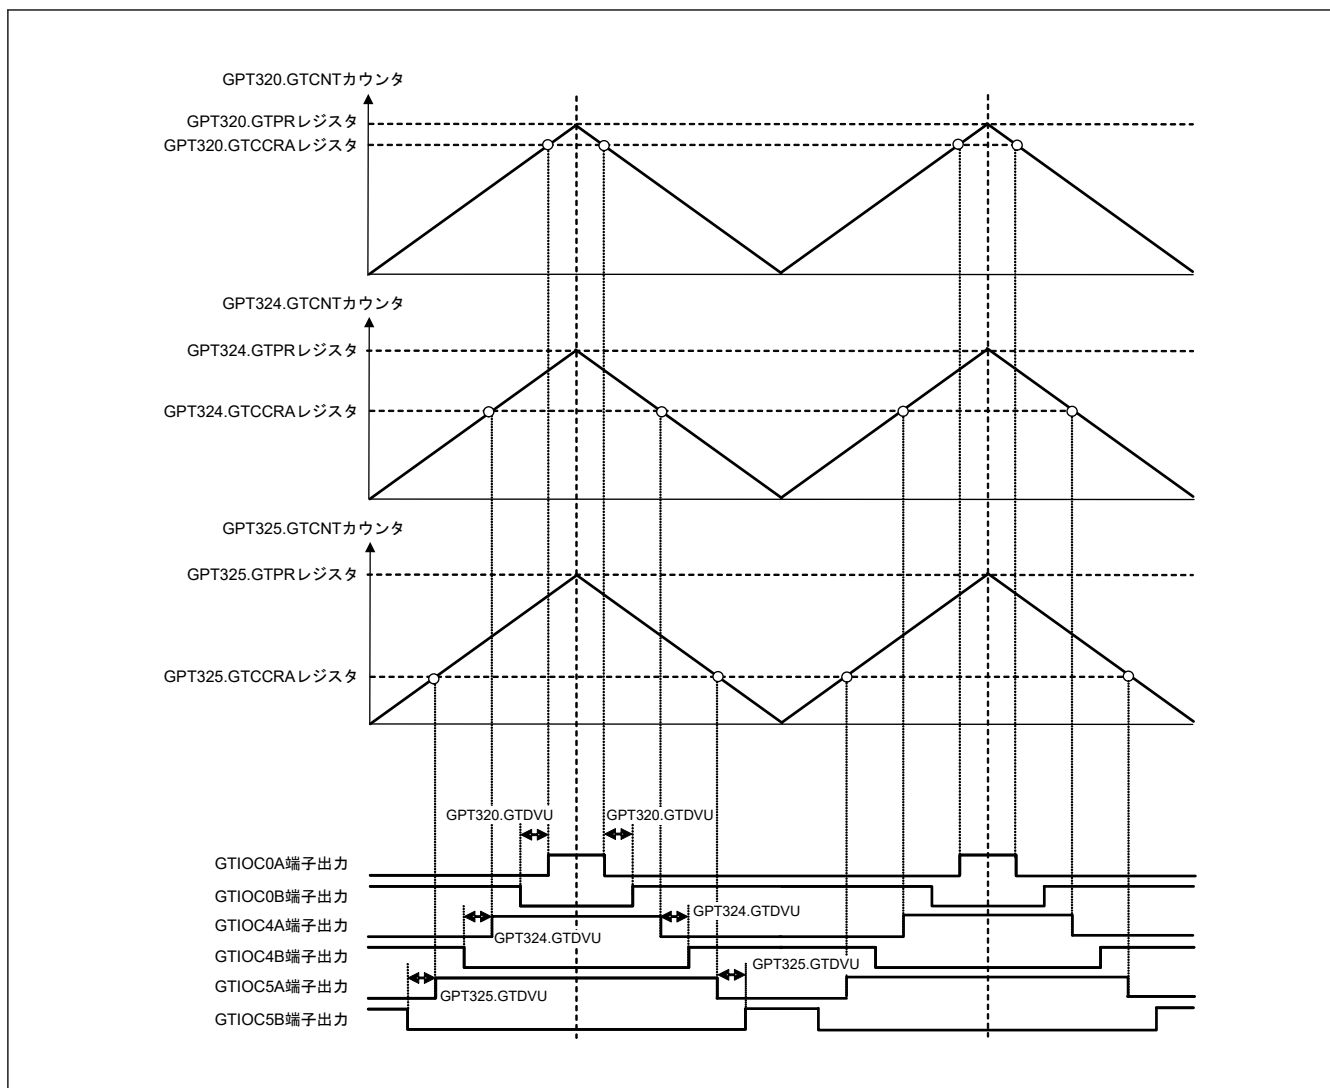 GPT320.GTCNTカウンタ
GPT320.GTPRレジスタ
GPT320.GTCCRAレジスタ
GPT324.GTCNTカウンタ
GPT324.GTPRレジスタ
GPT324.GTCCRAレジスタ
GPT325.GTCNTカウンタ
GPT325.GTPRレジスタ
GPT325.GTCCRAレジスタ
GPT320.GTDVU GPT320.GTDVU
GTIOC0A端子出力
GTIOC0B端子出力
GPT324.GTDVU
GTIOC4A端子出力
GPT324.GTDVU
GTIOC4B端子出力
GPT325.GTDVU
GTIOC5A端子出力
GPT325.GTDVU
GTIOC5B端子出力